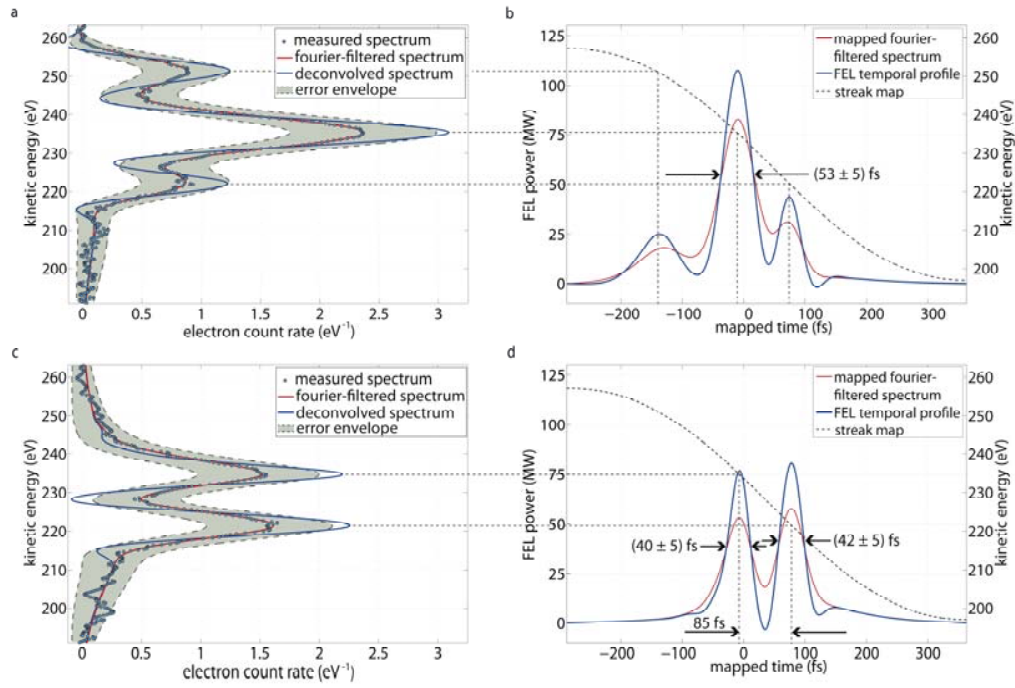 a
260
250
240
230
220
210
200
kinetic energy (eV)
0
0.5
1
1.5
2
2.5
3
electron count rate (eV⁻¹)
measured spectrum
fourier-filtered spectrum
deconvolved spectrum
error envelope
b
125
100
75
50
25
0
FEL power (MW)
260
250
240
230
220
210
200
kinetic energy (eV)
−200
−100
0
100
200
300
mapped time (fs)
mapped fourier-
filtered spectrum
FEL temporal profile
streak map
(53 ± 5) fs
c
260
250
240
230
220
210
200
kinetic energy (eV)
0
0.5
1
1.5
2
2.5
3
electron count rate (eV⁻¹)
measured spectrum
fourier-filtered spectrum
deconvolved spectrum
error envelope
d
125
100
75
50
25
0
FEL power (MW)
260
250
240
230
220
210
200
kinetic energy (eV)
−200
−100
0
100
200
300
mapped time (fs)
mapped fourier-
filtered spectrum
FEL temporal profile
streak map
(40 ± 5) fs
(42 ± 5) fs
85 fs